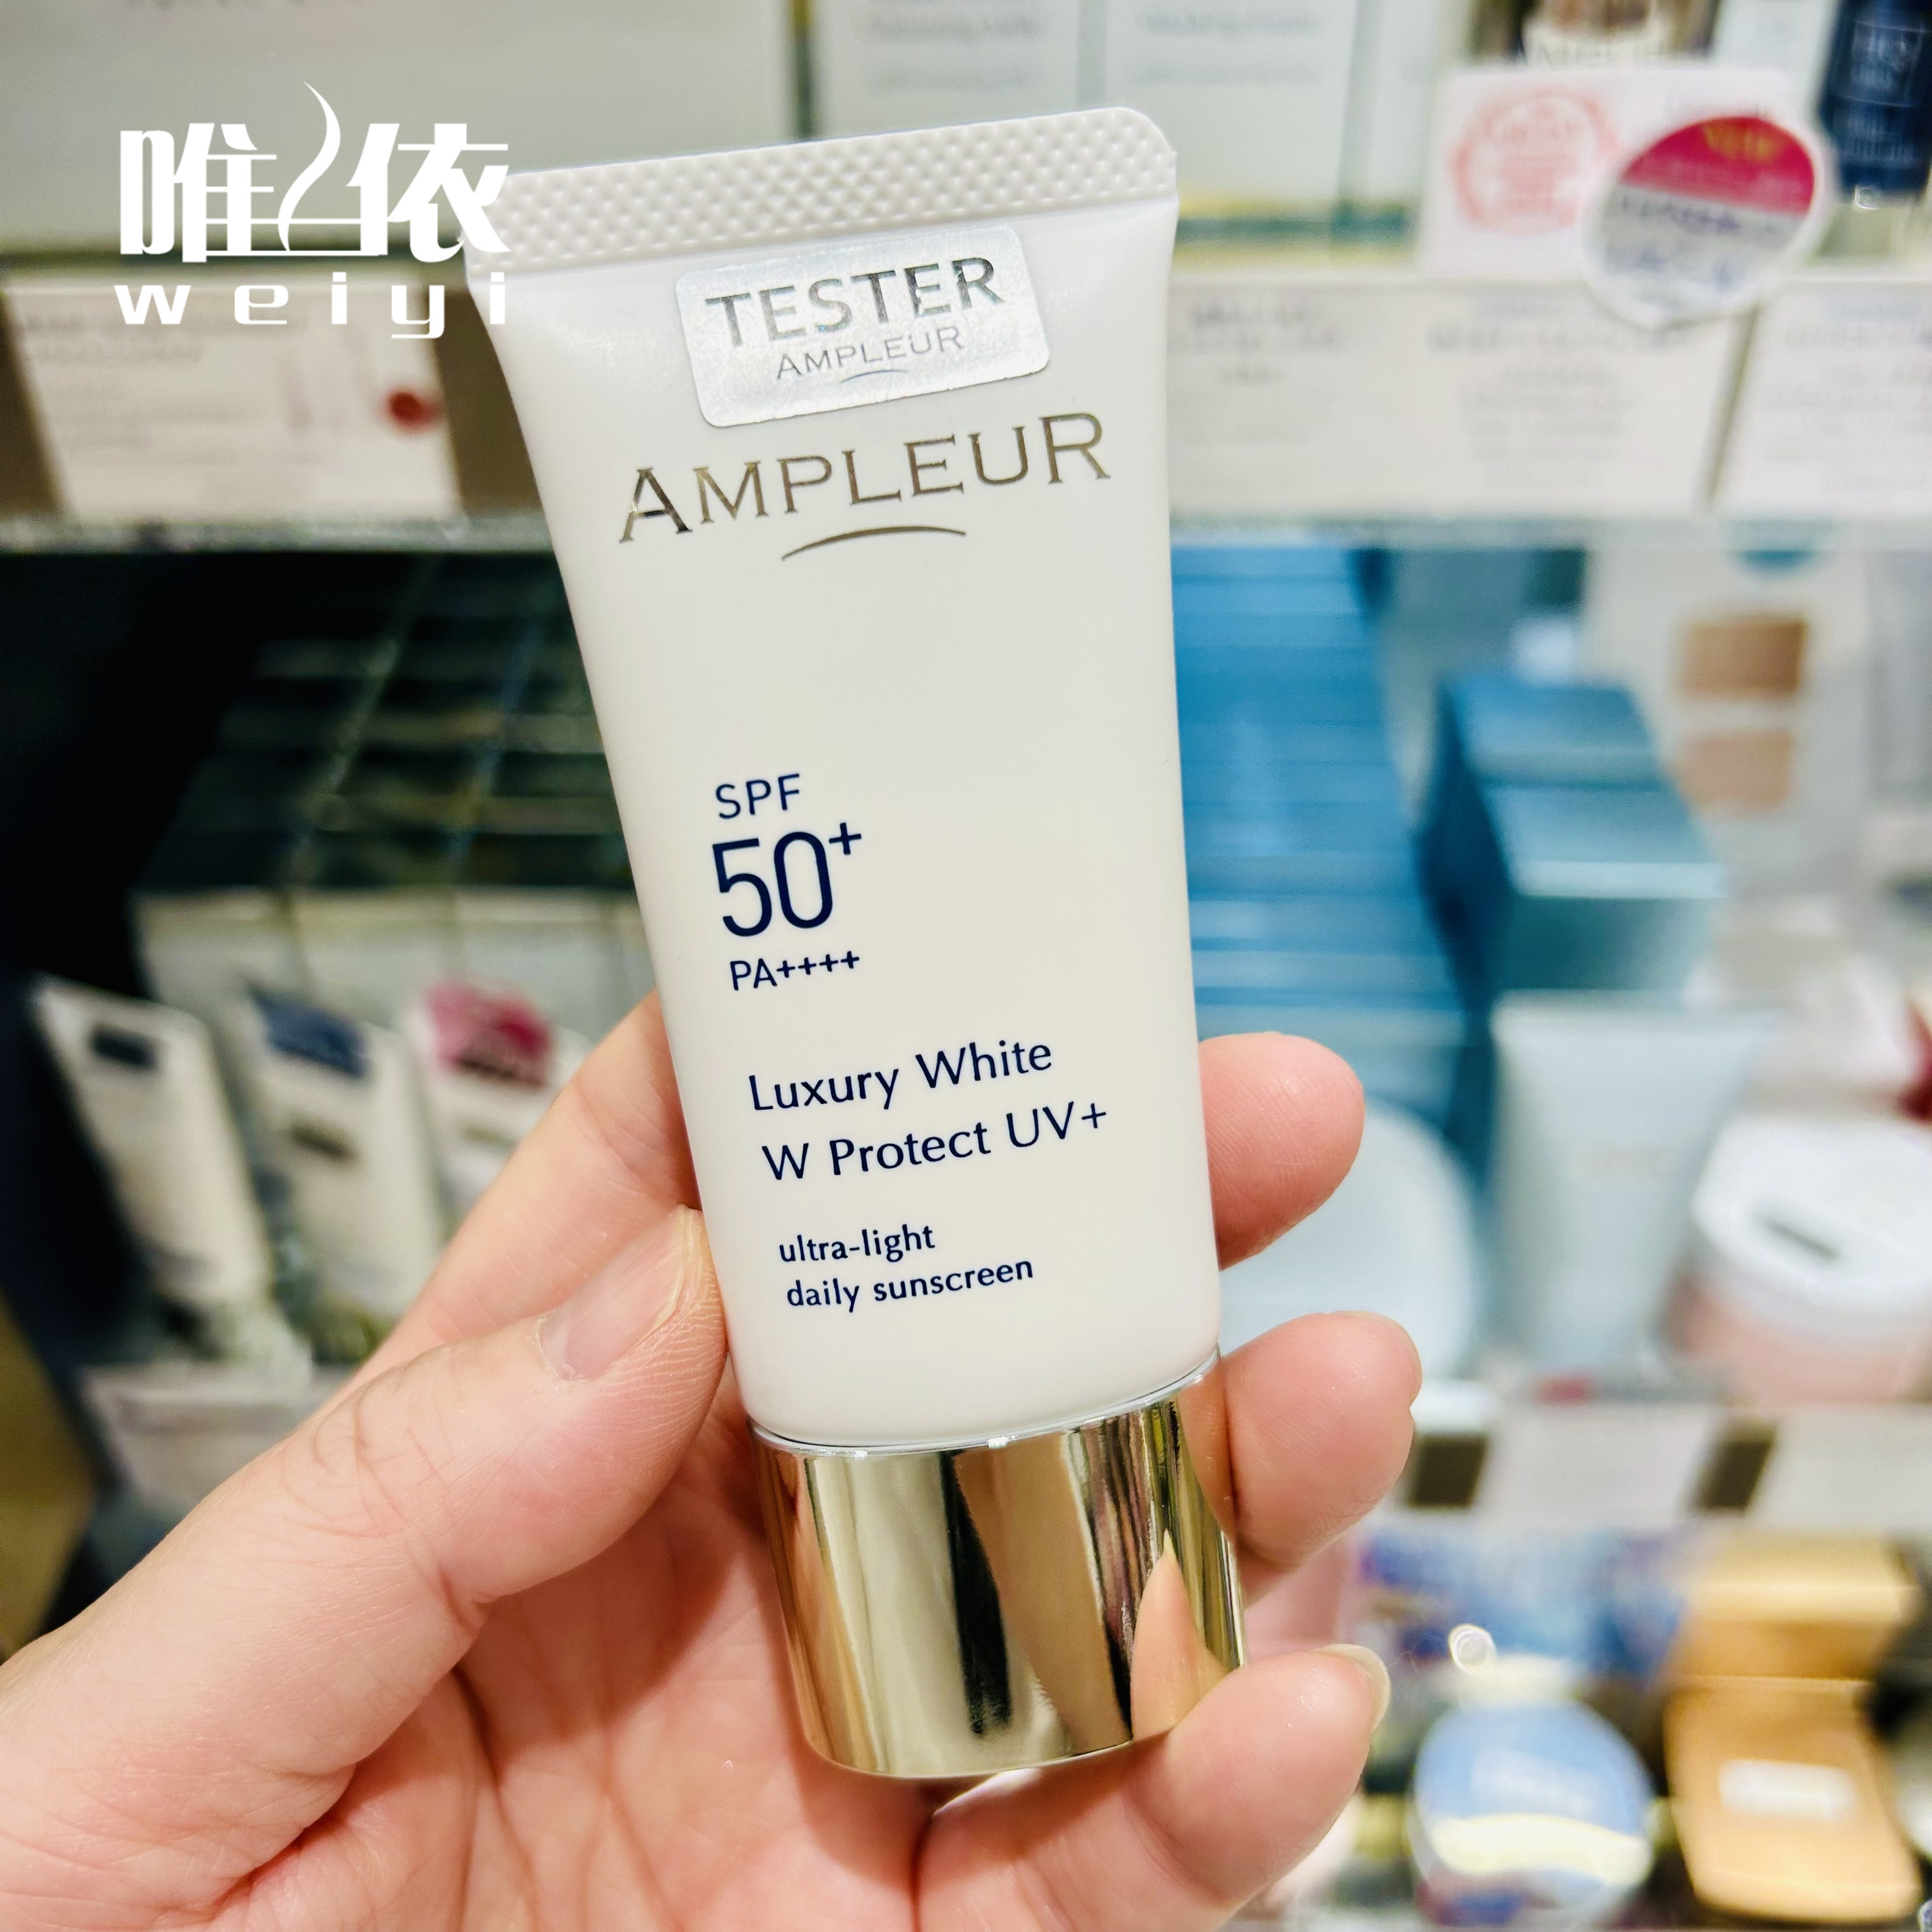 唯依
weiyi
TESTER
AMPLEUR
AMPLEUR
SPF
50+
PA++++
Luxury White
W Protect UV+
ultra-light
daily sunscreen